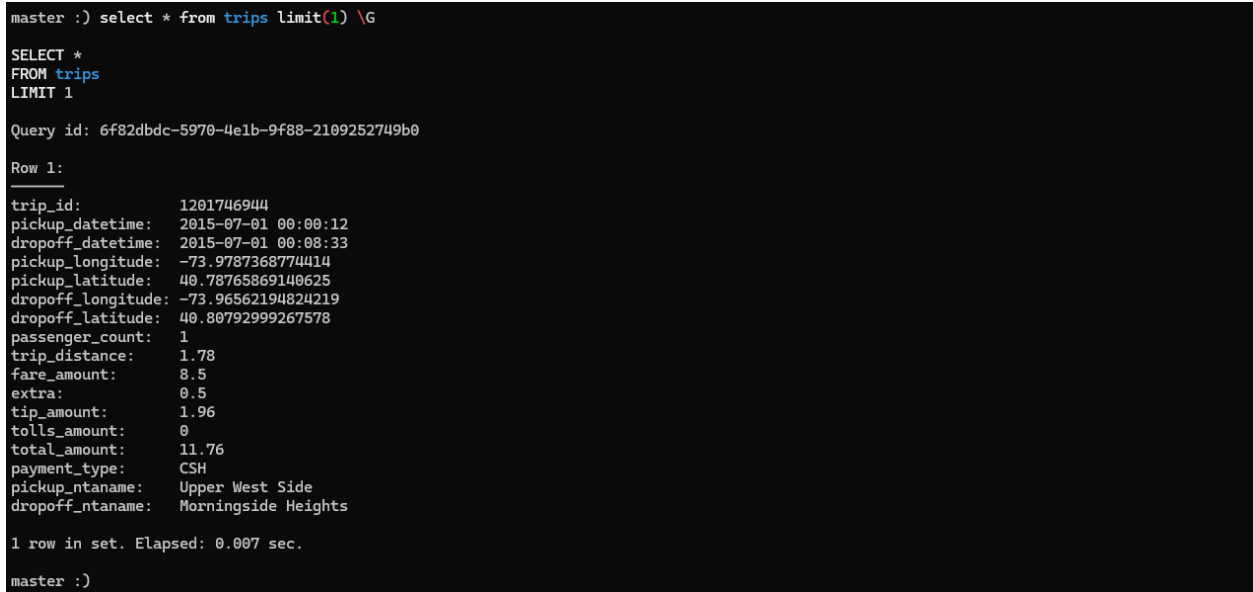 master :) select * from trips limit(1) \G
SELECT *
FROM trips
LIMIT 1
Query id: 6f82dbdc-5970-4e1b-9f88-2109252749b0
Row 1:
trip_id: 1201746944
pickup_datetime: 2015-07-01 00:00:12
dropoff_datetime: 2015-07-01 00:08:33
pickup_longitude: -73.9787368774414
pickup_latitude: 40.78765869140625
dropoff_longitude: -73.96562194824219
dropoff_latitude: 40.80792999267578
passenger_count: 1
trip_distance: 1.78
fare_amount: 8.5
extra: 0.5
tip_amount: 1.96
tolls_amount: 0
total_amount: 11.76
payment_type: CSH
pickup_ntaname: Upper West Side
dropoff_ntaname: Morningside Heights
1 row in set. Elapsed: 0.007 sec.
master :)